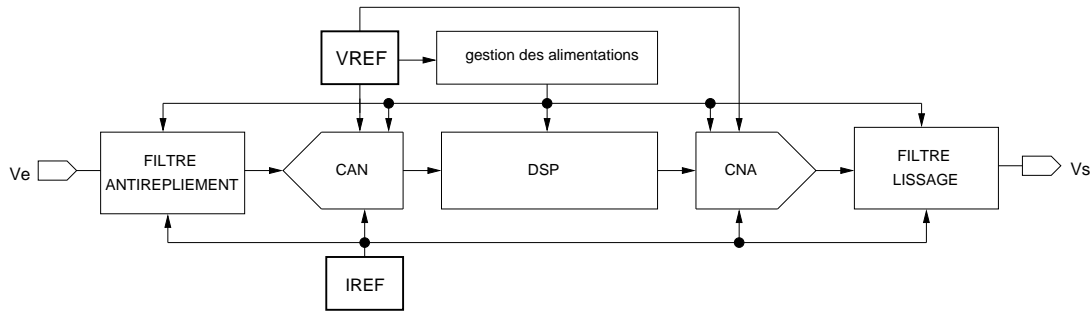 VREF
gestion des alimentations
Ve
FILTRE
ANTIREPLIEMENT
CAN
DSP
CNA
FILTRE
LISSAGE
Vs
IREF